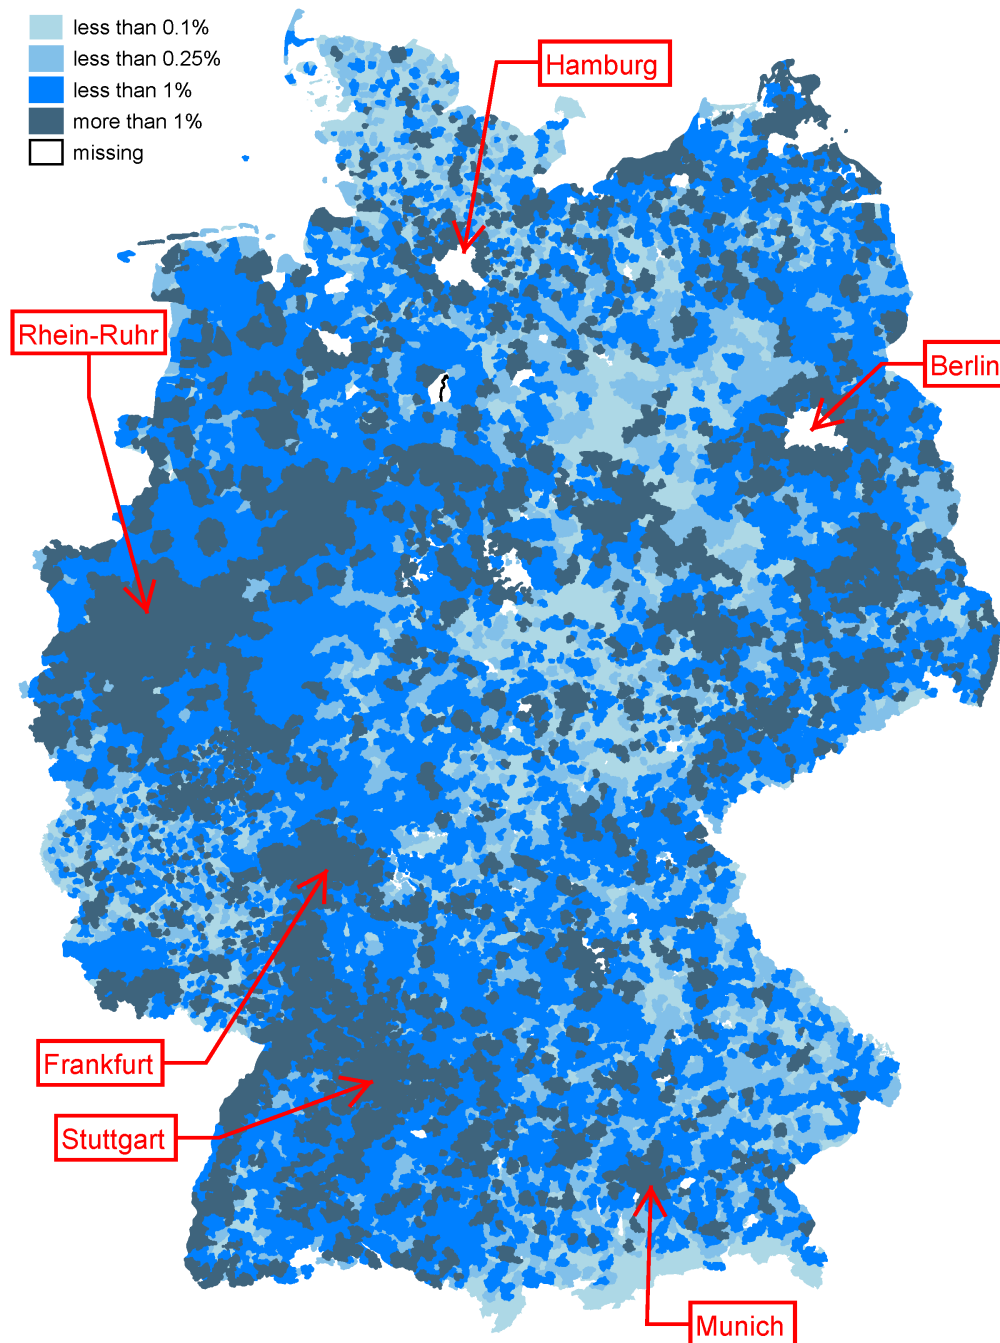 less than 0.1%
less than 0.25%
less than 1%
more than 1%
missing
Hamburg
Rhein-Ruhr
Berlin
Frankfurt
Stuttgart
Munich